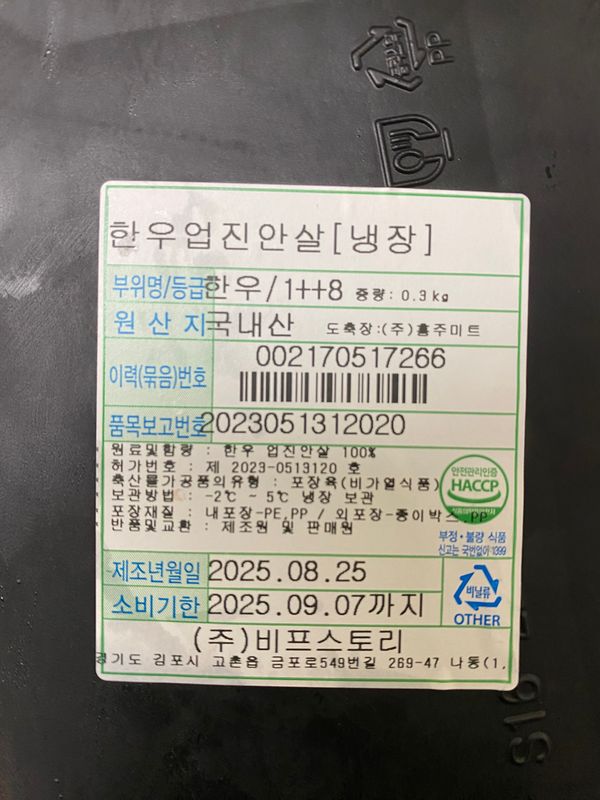 PP
한우업진안살[냉장]
부위명/등급 한우/1++8 중량: 0.3kg
원 산 지 국내산 도축장:(주)홍주미트
이력(묶음)번호 002170517266
품목보고번호 2023051312020
원료및함량 : 한우 업진안살 100%
허가번호 : 제 2023-0513120 호
축산물가공품의유형 : 포장육(비가열식품)
보관방법 : -2℃ ~ 5℃ 냉장 보관
포장재질 : 내포장-PE,PP / 외포장-종이박스,PP
반품및교환 : 제조원 및 판매원
안전관리인증
HACCP
부정·불량 식품
신고는 국번없이 1399
제조년월일 2025.08.25
소비기한 2025.09.07까지
비닐류
OTHER
(주)비프스토리
경기도 김포시 고촌읍 금포로549번길 269-47 나동(1,